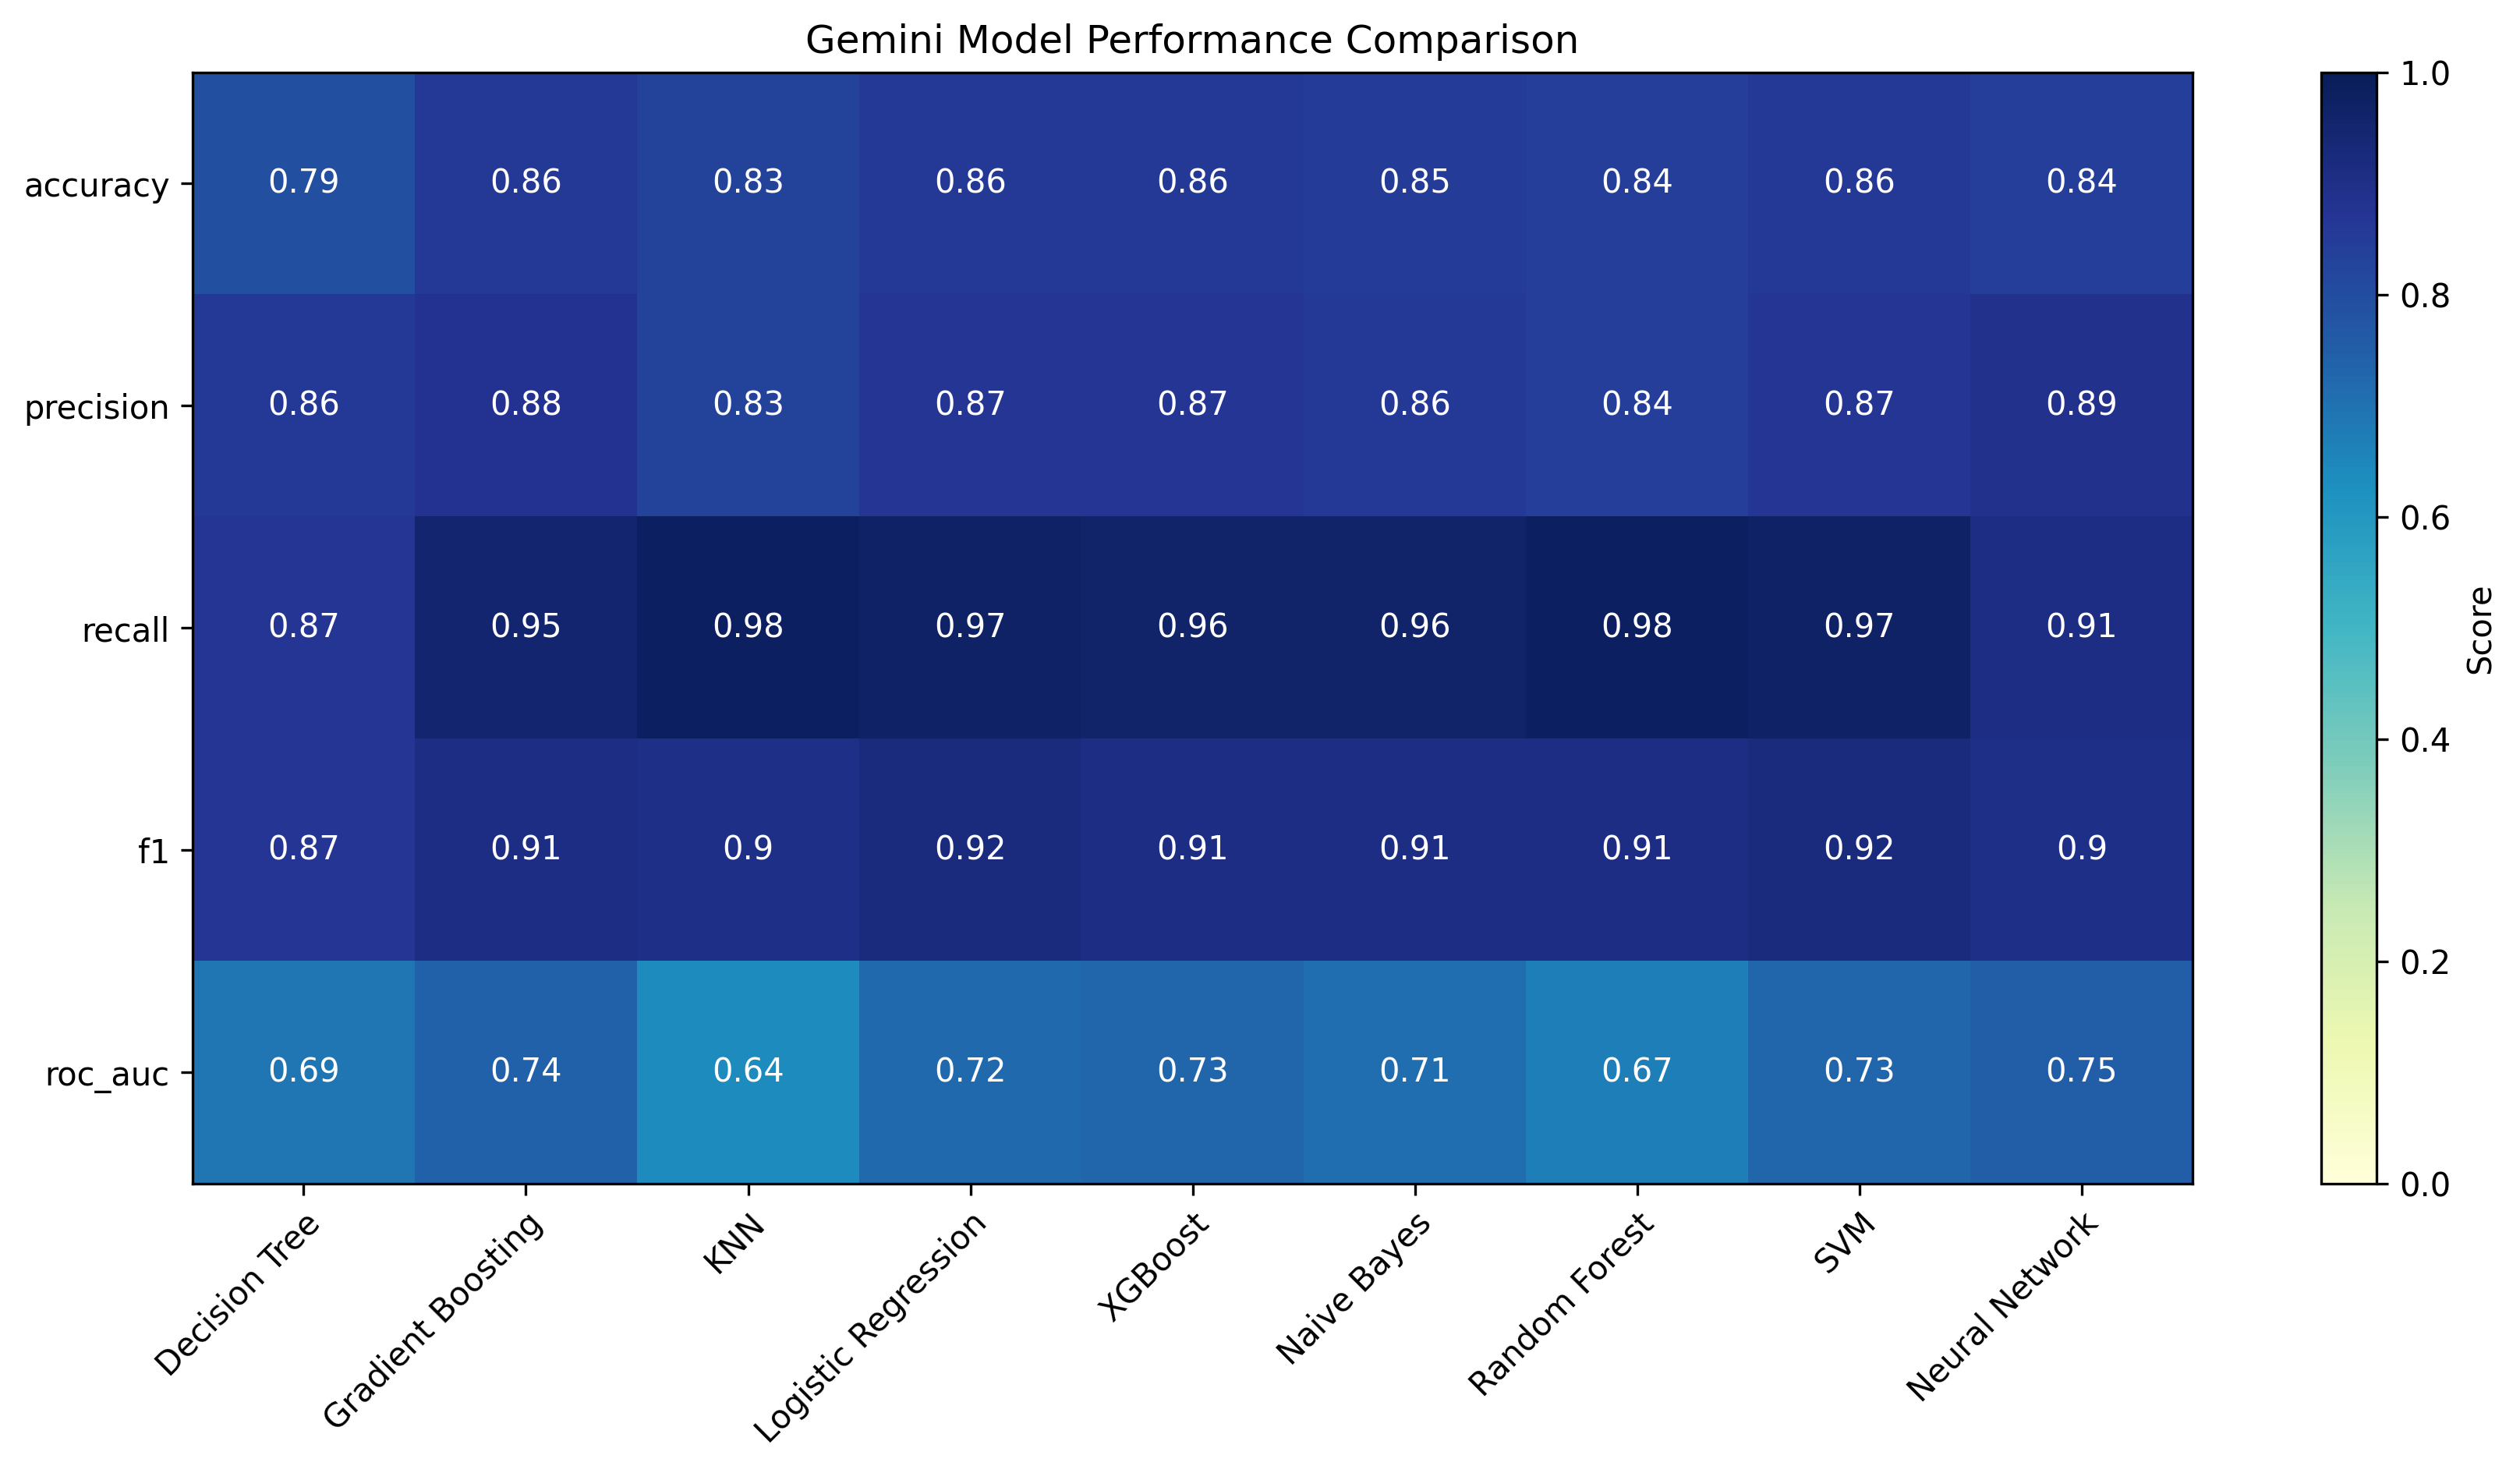 Gemini Model Performance Comparison
accuracy 0.79 0.86 0.83 0.86 0.86 0.85 0.84 0.86 0.84
precision 0.86 0.88 0.83 0.87 0.87 0.86 0.84 0.87 0.89
recall 0.87 0.95 0.98 0.97 0.96 0.96 0.98 0.97 0.91
f1 0.87 0.91 0.9 0.92 0.91 0.91 0.91 0.92 0.9
roc_auc 0.69 0.74 0.64 0.72 0.73 0.71 0.67 0.73 0.75
Decision Tree
Gradient Boosting
KNN
Logistic Regression
XGBoost
Naive Bayes
Random Forest
SVM
Neural Network
1.0
0.8
0.6
0.4
0.2
0.0
Score